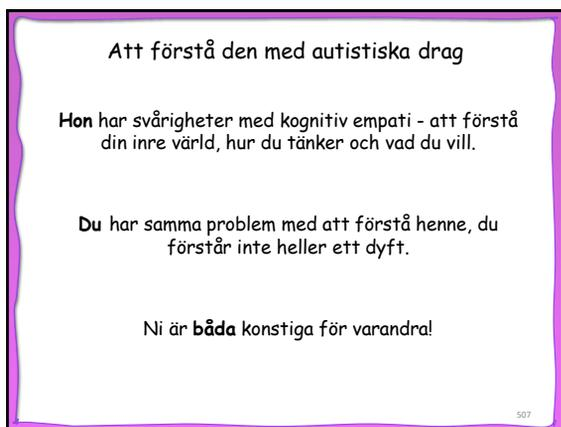 Att förstå den med autistiska drag
Hon har svårigheter med kognitiv empati - att förstå
din inre värld, hur du tänker och vad du vill.
Du har samma problem med att förstå henne, du
förstår inte heller ett dyft.
Ni är båda konstiga för varandra!
507